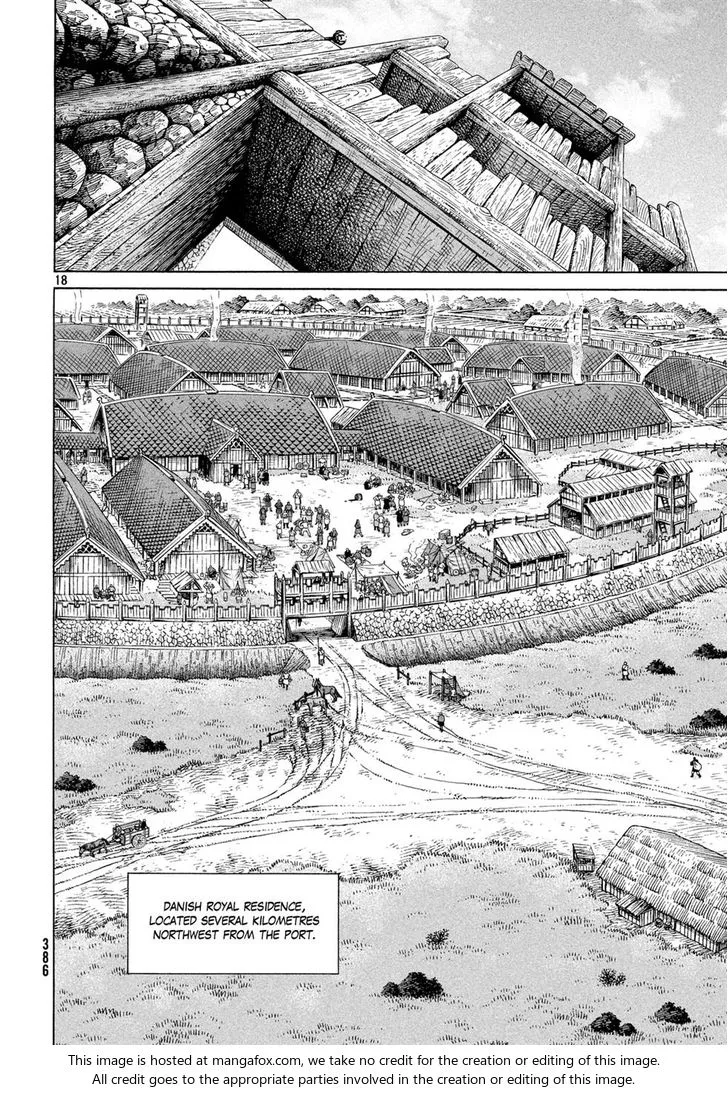 18
DANISH ROYAL RESIDENCE,
LOCATED SEVERAL KILOMETRES
NORTHWEST FROM THE PORT.
386
This image is hosted at mangafox.com, we take no credit for the creation or editing of this image.
All credit goes to the appropriate parties involved in the creation or editing of this image.